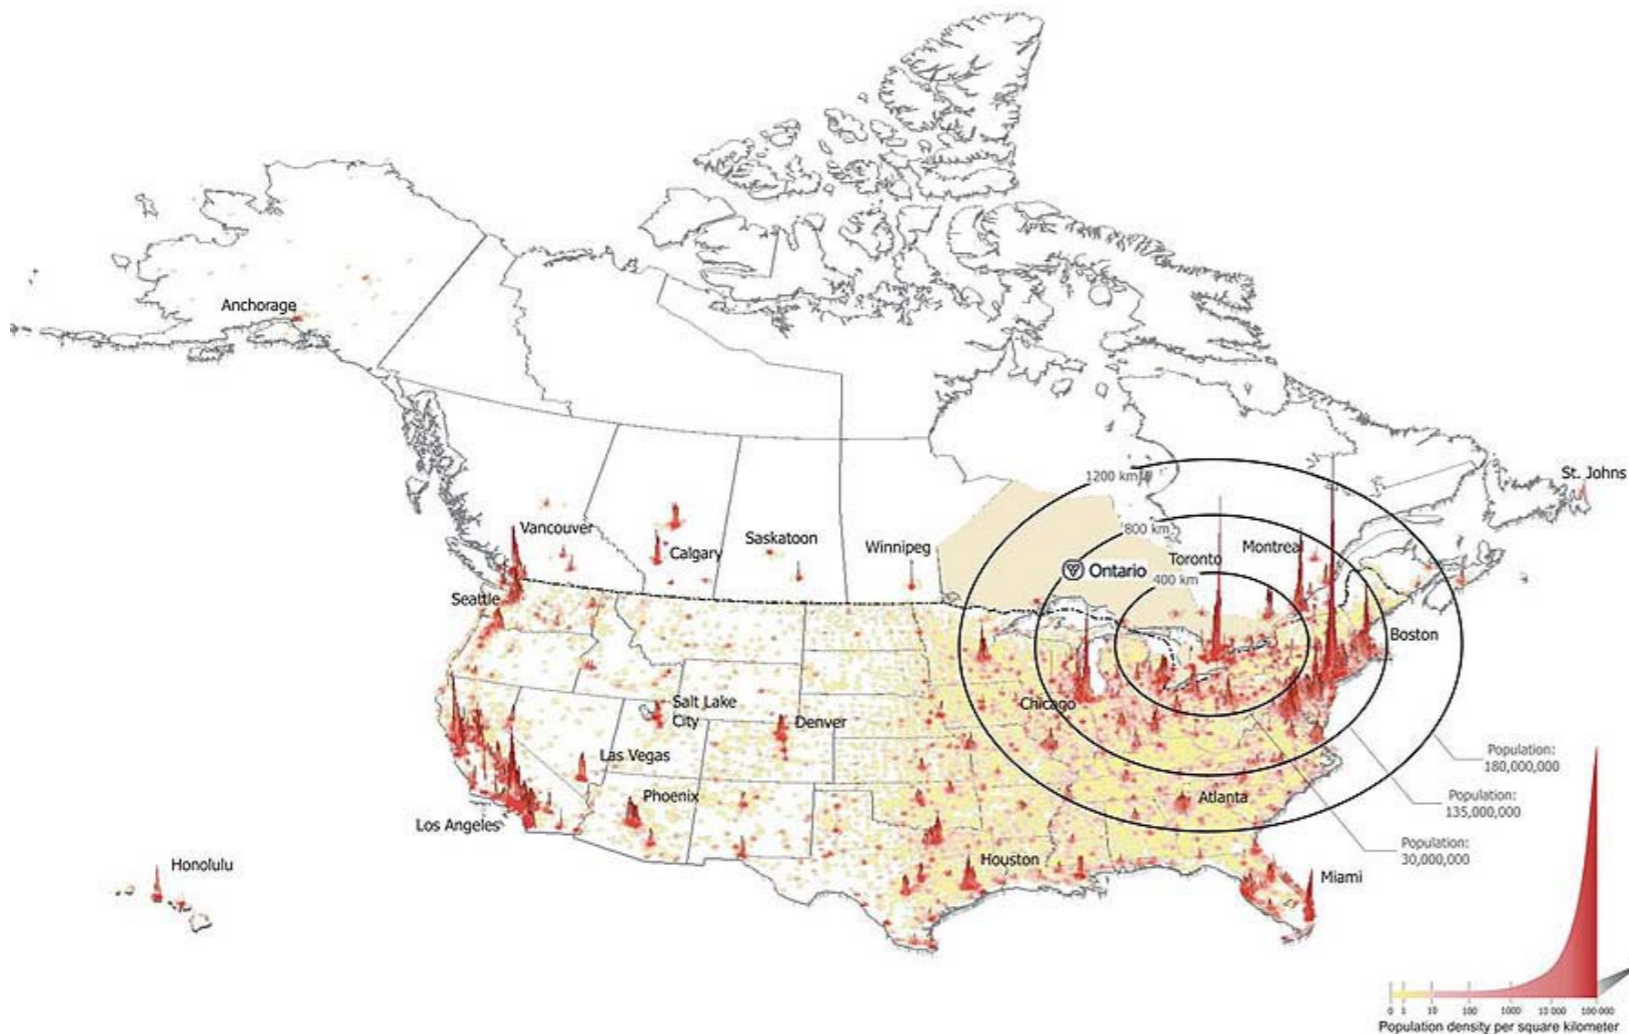 Anchorage
St. Johns
1200 km
Vancouver
800 km
Calgary
Saskatoon
Winnipeg
Toronto
Montreal
Ontario
400 km
Seattle
Boston
Salt Lake
City
Denver
Chicago
Las Vegas
Population:
180,000,000
Phoenix
Atlanta
Population:
135,000,000
Los Angeles
Population:
30,000,000
Honolulu
Houston
Miami
0 1 10 100 1000 10 000 100 000
Population density per square kilometer